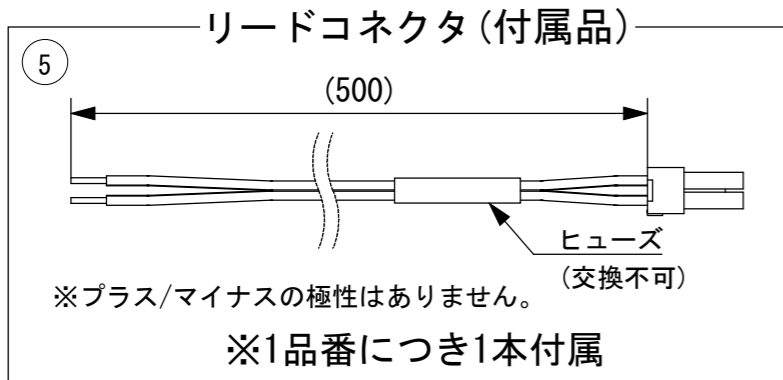 リードコネクタ(付属品)
5
(500)
ヒューズ
(交換不可)
※プラス/マイナスの極性はありません。
※1品番につき1本付属